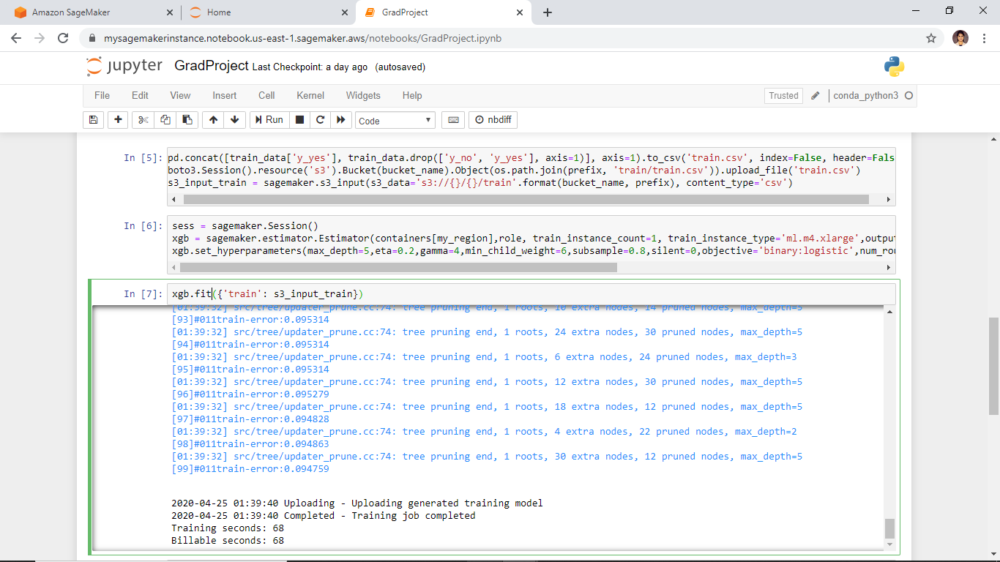 Amazon SageMaker
Home
GradProject
mysagemakerinstance.notebook.us-east-1.sagemaker.aws/notebooks/GradProject.ipynb
jupyter GradProject Last Checkpoint: a day ago (autosaved)
File Edit View Insert Cell Kernel Widgets Help Trusted conda_python3
Run Code nbdiff
In [5]: pd.concat([train_data['y_yes'], train_data.drop(['y_no', 'y_yes'], axis=1)], axis=1).to_csv('train.csv', index=False, header=Fals
boto3.Session().resource('s3').Bucket(bucket_name).Object(os.path.join(prefix, 'train/train.csv')).upload_file('train.csv')
s3_input_train = sagemaker.s3_input(s3_data='s3://{}/{}/train'.format(bucket_name, prefix), content_type='csv')
In [6]: sess = sagemaker.Session()
xgb = sagemaker.estimator.Estimator(containers[my_region],role, train_instance_count=1, train_instance_type='ml.m4.xlarge',output
xgb.set_hyperparameters(max_depth=5,eta=0.2,gamma=4,min_child_weight=6,subsample=0.8,silent=0,objective='binary:logistic',num_rou
In [7]: xgb.fit({'train': s3_input_train})
[01:39:32] src/tree/updater_prune.cc:74: tree pruning end, 1 roots, 10 extra nodes, 14 pruned nodes, max_depth=5
[93]#011train-error:0.095314
[01:39:32] src/tree/updater_prune.cc:74: tree pruning end, 1 roots, 24 extra nodes, 30 pruned nodes, max_depth=5
[94]#011train-error:0.095314
[01:39:32] src/tree/updater_prune.cc:74: tree pruning end, 1 roots, 6 extra nodes, 24 pruned nodes, max_depth=3
[95]#011train-error:0.095314
[01:39:32] src/tree/updater_prune.cc:74: tree pruning end, 1 roots, 12 extra nodes, 30 pruned nodes, max_depth=5
[96]#011train-error:0.095279
[01:39:32] src/tree/updater_prune.cc:74: tree pruning end, 1 roots, 18 extra nodes, 12 pruned nodes, max_depth=5
[97]#011train-error:0.094828
[01:39:32] src/tree/updater_prune.cc:74: tree pruning end, 1 roots, 4 extra nodes, 22 pruned nodes, max_depth=2
[98]#011train-error:0.094863
[01:39:32] src/tree/updater_prune.cc:74: tree pruning end, 1 roots, 30 extra nodes, 12 pruned nodes, max_depth=5
[99]#011train-error:0.094759
2020-04-25 01:39:40 Uploading - Uploading generated training model
2020-04-25 01:39:40 Completed - Training job completed
Training seconds: 68
Billable seconds: 68